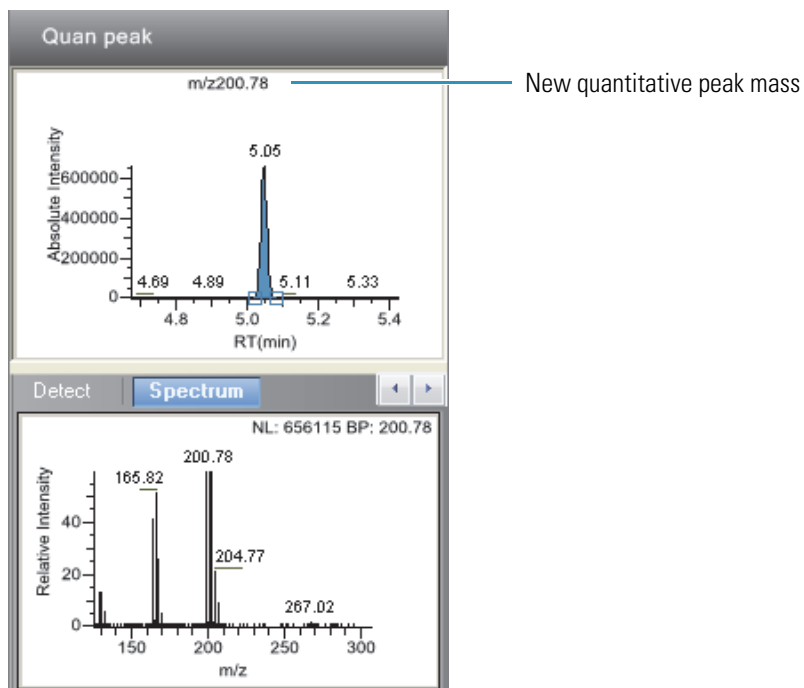 Quan peak
m/z200.78
New quantitative peak mass
Absolute Intensity
600000
400000
200000
0
5.05
4.69 4.89 5.11 5.33
4.8 5.0 5.2 5.4
RT(min)
Detect Spectrum
NL: 656115 BP: 200.78
Relative Intensity
200.78
165.82
40
204.77
20
267.02
0
150 200 250 300
m/z